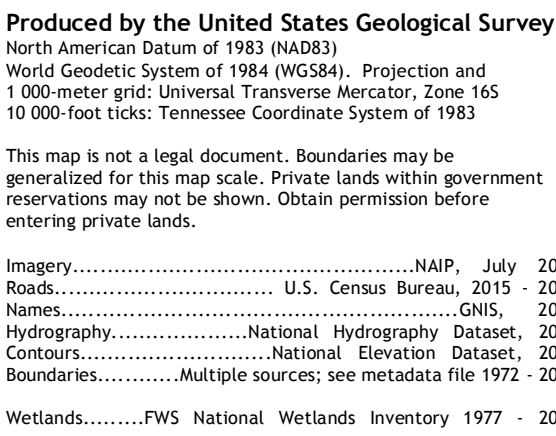 Produced by the United States Geological Survey
North American Datum of 1983 (NAD83)
World Geodetic System of 1984 (WGS84). Projection and
1 000-meter grid: Universal Transverse Mercator, Zone 16S
10 000-foot ticks: Tennessee Coordinate System of 1983
This map is not a legal document. Boundaries may be
generalized for this map scale. Private lands within government
reservations may not be shown. Obtain permission before
entering private lands.
Imagery..........................................NAIP, July 20
Roads.............................. U.S. Census Bureau, 2015 - 20
Names.................................................GNIS, 20
Hydrography.................National Hydrography Dataset, 20
Contours........................National Elevation Dataset, 20
Boundaries............Multiple sources; see metadata file 1972 - 20
Wetlands.........FWS National Wetlands Inventory 1977 - 20